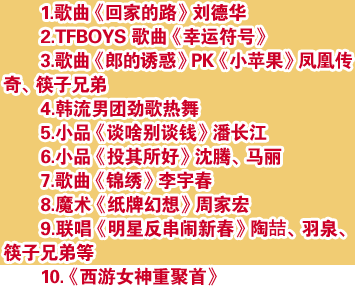 1.歌曲《回家的路》刘德华
2.TFBOYS 歌曲《幸运符号》
3.歌曲《郎的诱惑》PK《小苹果》凤凰传
奇、筷子兄弟
4.韩流男团劲歌热舞
5.小品《谈啥别谈钱》潘长江
6.小品《投其所好》沈腾、马丽
7.歌曲《锦绣》李宇春
8.魔术《纸牌幻想》周家宏
9.联唱《明星反串闹新春》陶喆、羽泉、
筷子兄弟等
10.《西游女神重聚首》